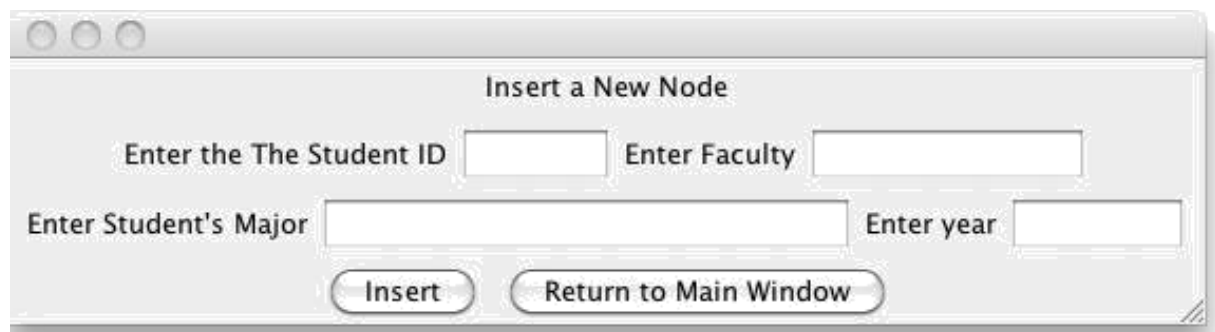 Insert a New Node
Enter the The Student ID Enter Faculty
Enter Student's Major Enter year
Insert Return to Main Window